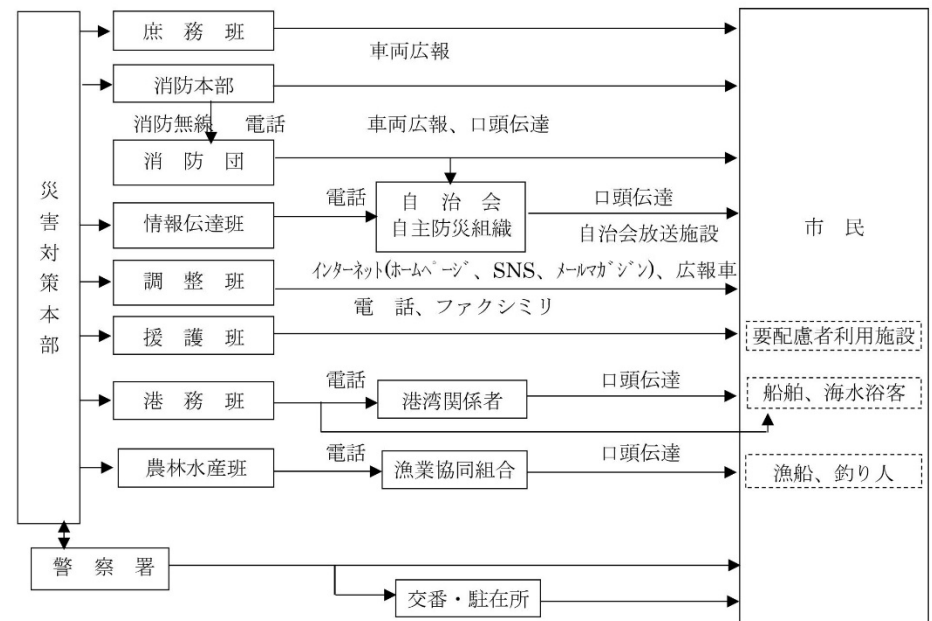 災害対策本部
庶務班
車両広報
消防本部
消防無線 電話
車両広報、口頭伝達
消防団
電話
自治会
自主防災組織
口頭伝達
自治会放送施設
情報伝達班
市民
インターネット(ホームページ、SNS、メールマガジン)、広報車
調整班
電話、ファクシミリ
援護班
要配慮者利用施設
電話
口頭伝達
港務班
港湾関係者
船舶、海水浴客
電話
口頭伝達
農林水産班
漁業協同組合
漁船、釣り人
警察署
交番・駐在所